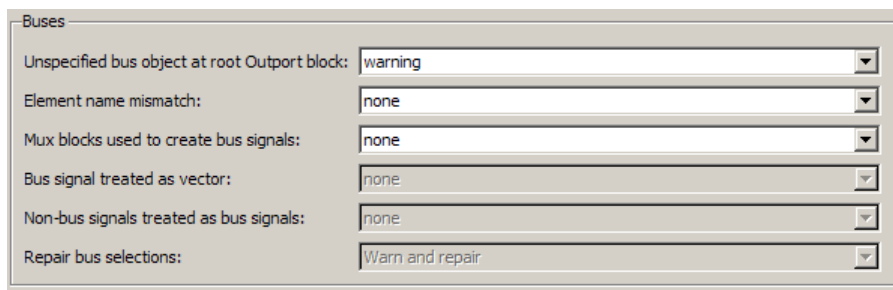 Buses
Unspecified bus object at root Outport block: warning
Element name mismatch: none
Mux blocks used to create bus signals: none
Bus signal treated as vector: none
Non-bus signals treated as bus signals: none
Repair bus selections: Warn and repair